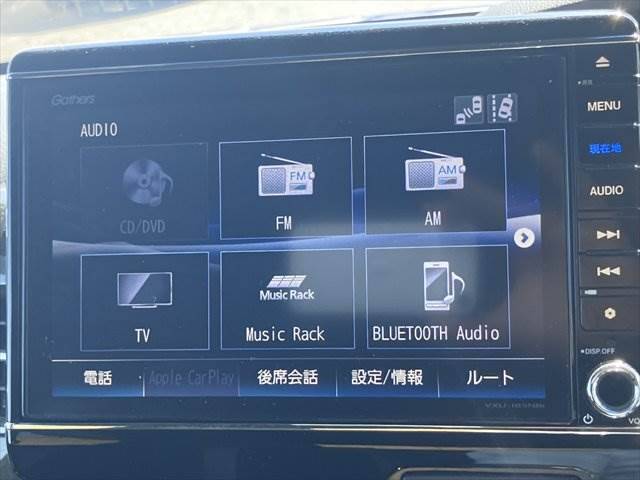 Gathers
AUDIO
CD/DVD
FM
FM
AM
AM
TV
Music Rack
Music Rack
BLUETOOTH Audio
電話
Apple CarPlay
後席会話
設定/情報
ルート
MENU
現在地
AUDIO
DISP.OFF
VO